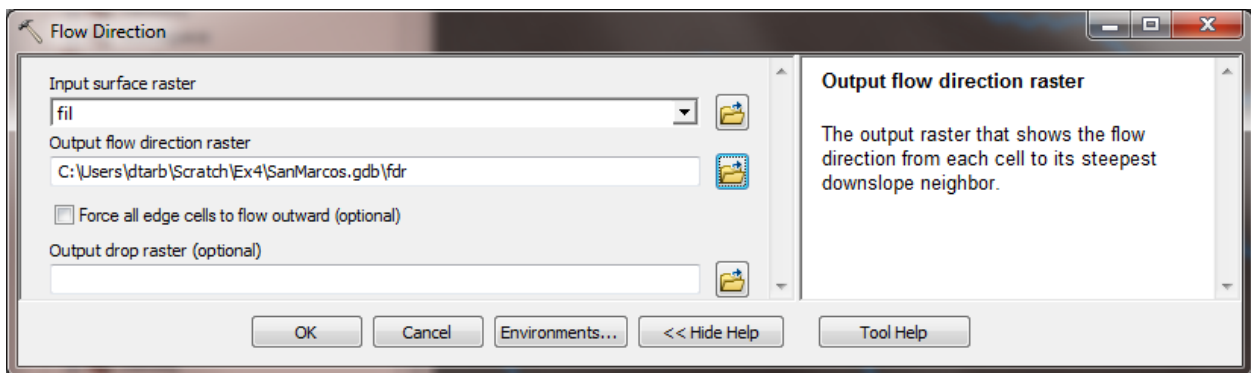 Flow Direction
Input surface raster
fil
Output flow direction raster
C:\Users\dtarb\Scratch\Ex4\SanMarcos.gdb\fdr
Force all edge cells to flow outward (optional)
Output drop raster (optional)
Output flow direction raster
The output raster that shows the flow
direction from each cell to its steepest
downslope neighbor.
OK
Cancel
Environments...
<< Hide Help
Tool Help